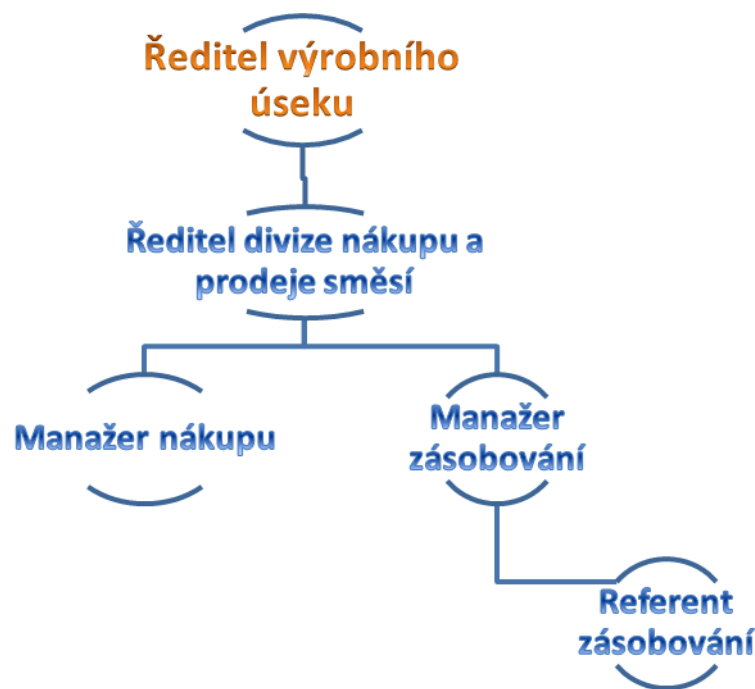 Ředitel výrobního
úseku
Ředitel divize nákupu a
prodeje směsí
Manažer nákupu
Manažer
zásobování
Referent
zásobování